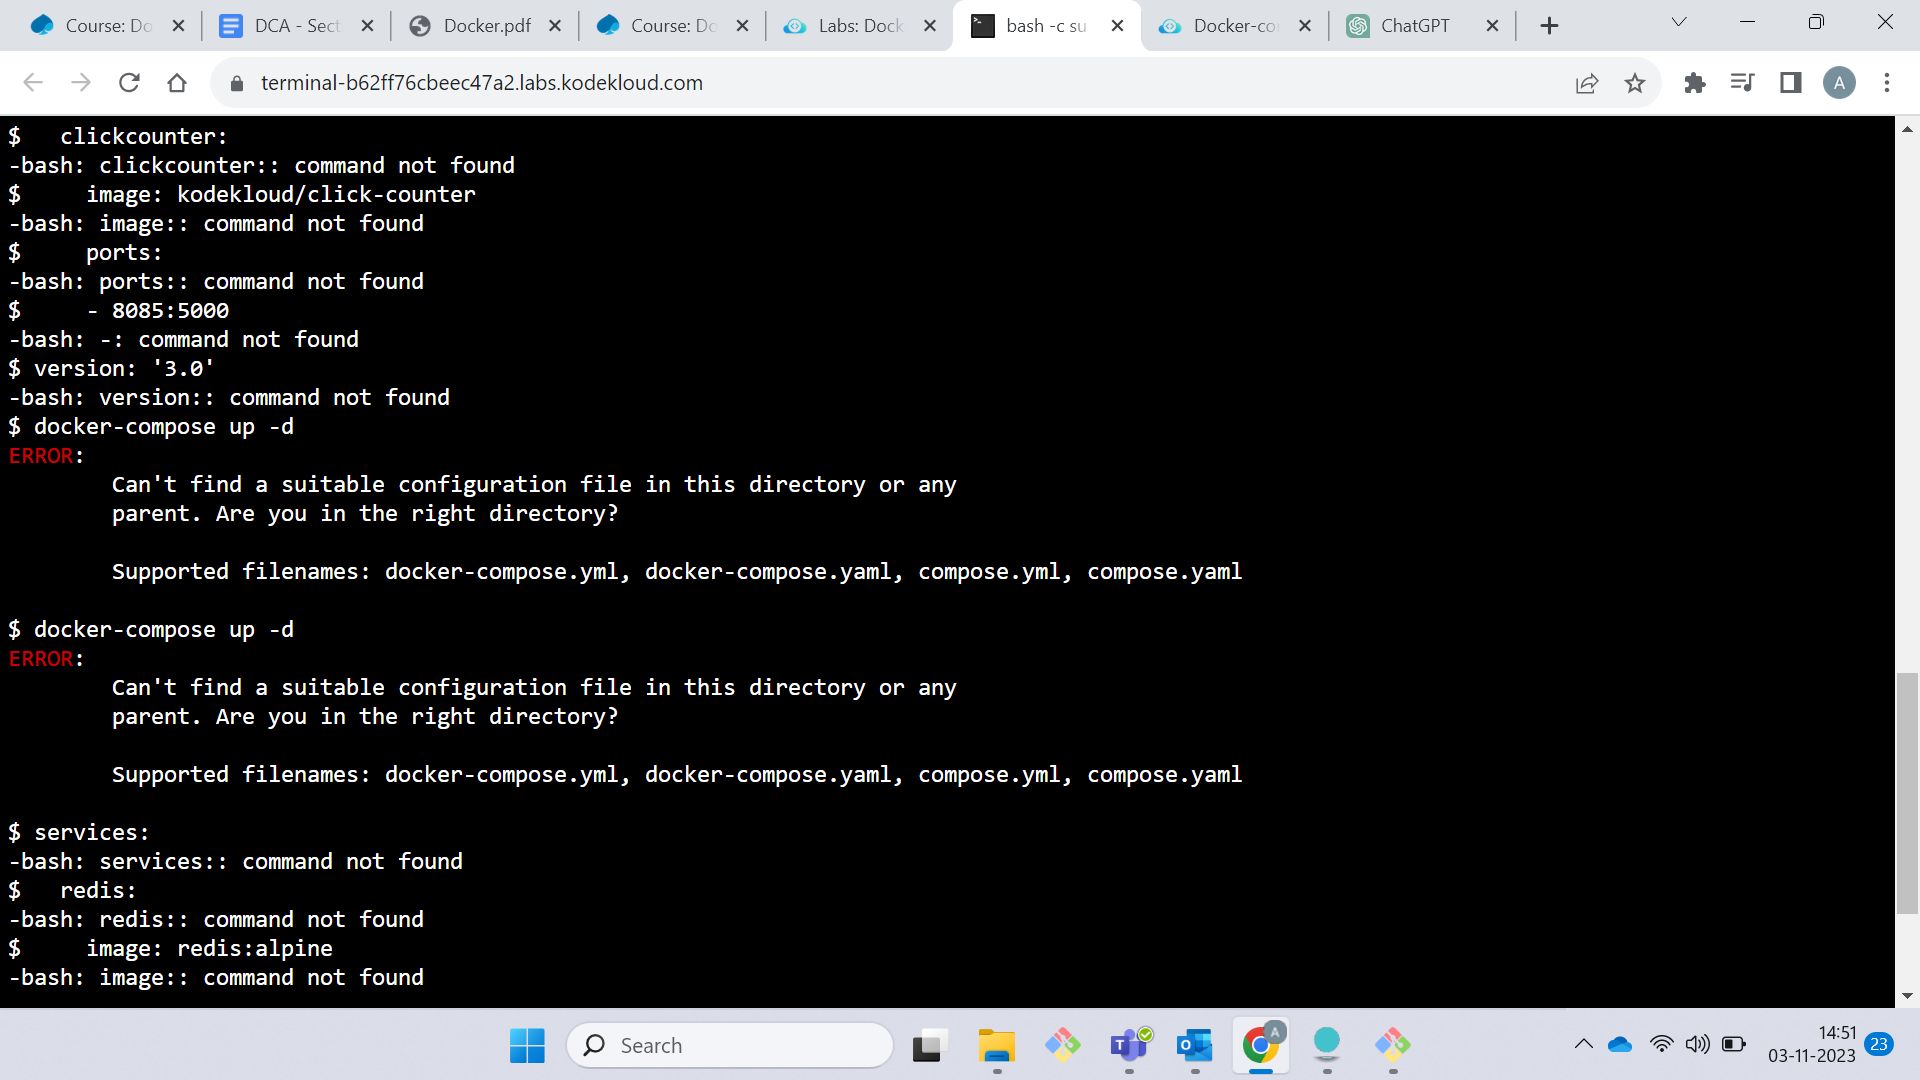 Course: Do
DCA - Sect
Docker.pdf
Course: Do
Labs: Dock
bash -c su
Docker-co
ChatGPT
terminal-b62ff76cbeec47a2.labs.kodekloud.com
A
$   clickcounter:
-bash: clickcounter:: command not found
$     image: kodekloud/click-counter
-bash: image:: command not found
$     ports:
-bash: ports:: command not found
$     - 8085:5000
-bash: -: command not found
$ version: '3.0'
-bash: version:: command not found
$ docker-compose up -d
ERROR:
        Can't find a suitable configuration file in this directory or any
        parent. Are you in the right directory?
        Supported filenames: docker-compose.yml, docker-compose.yaml, compose.yml, compose.yaml
$ docker-compose up -d
ERROR:
        Can't find a suitable configuration file in this directory or any
        parent. Are you in the right directory?
        Supported filenames: docker-compose.yml, docker-compose.yaml, compose.yml, compose.yaml
$ services:
-bash: services:: command not found
$   redis:
-bash: redis:: command not found
$     image: redis:alpine
-bash: image:: command not found
Search
T
O
A
14:51
03-11-2023
23